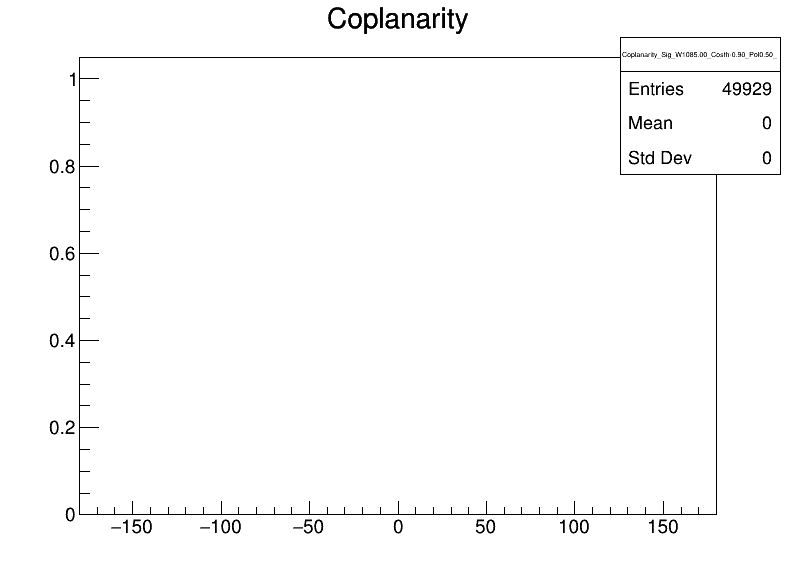 Coplanarity
Coplanarity_Sig_W1085.00_Costh-0.90_Pol0.50_
Entries 49929
Mean 0
Std Dev 0
1
0.8
0.6
0.4
0.2
0
−150 −100 −50 0 50 100 150